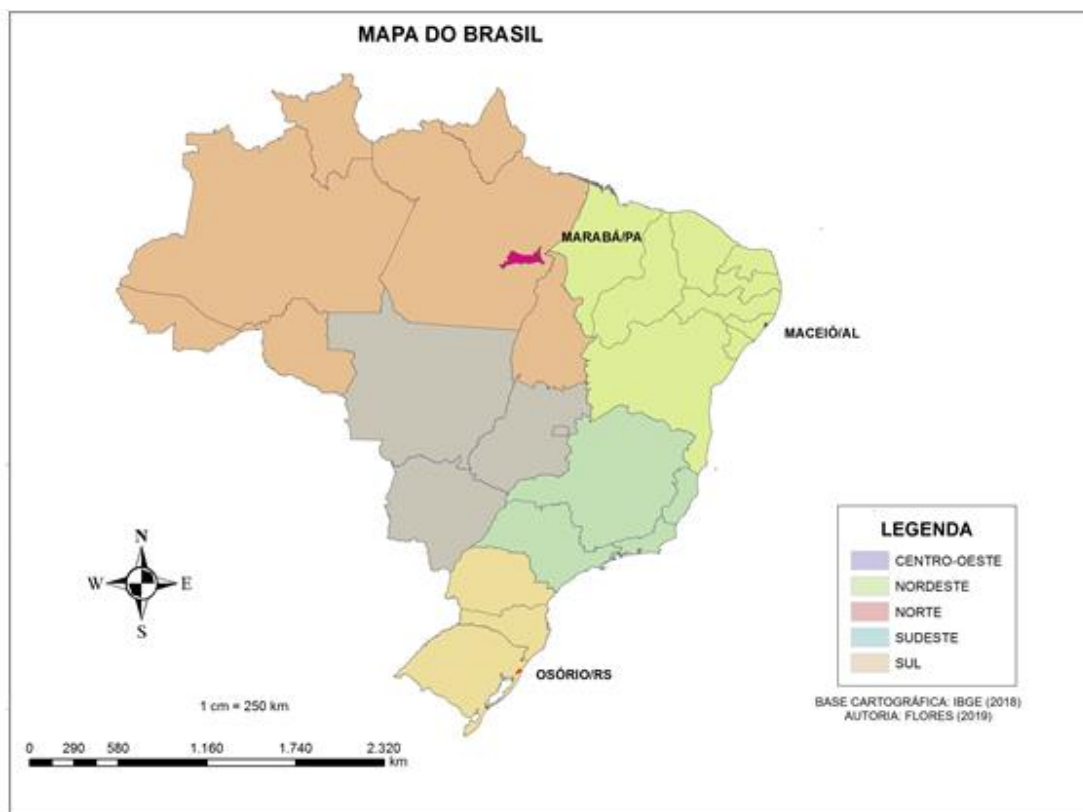 MAPA DO BRASIL
MARABÁ/PA
MACEIÓ/AL
N
W E
S
OSÓRIO/RS
LEGENDA
CENTRO-OESTE
NORDESTE
NORTE
SUDESTE
SUL
BASE CARTOGRÁFICA: IBGE (2018)
AUTORIA: FLORES (2019)
1 cm = 250 km
0 290 580 1.160 1.740 2.320
km